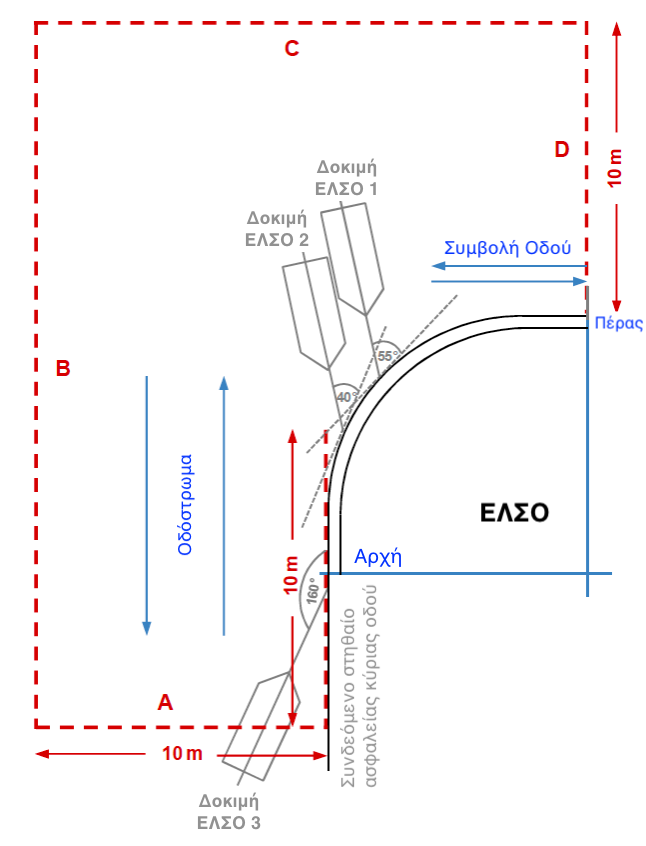 C
D
10 m
Δοκιμή
ΕΛΣΟ 1
Δοκιμή
ΕΛΣΟ 2
Συμβολή Οδού
Πέρας
55°
B
40°
ΕΛΣΟ
Οδόστρωμα
Αρχή
10 m
160°
Συνδεόμενο στηθαίο
ασφαλείας κύριας οδού
A
10 m
Δοκιμή
ΕΛΣΟ 3